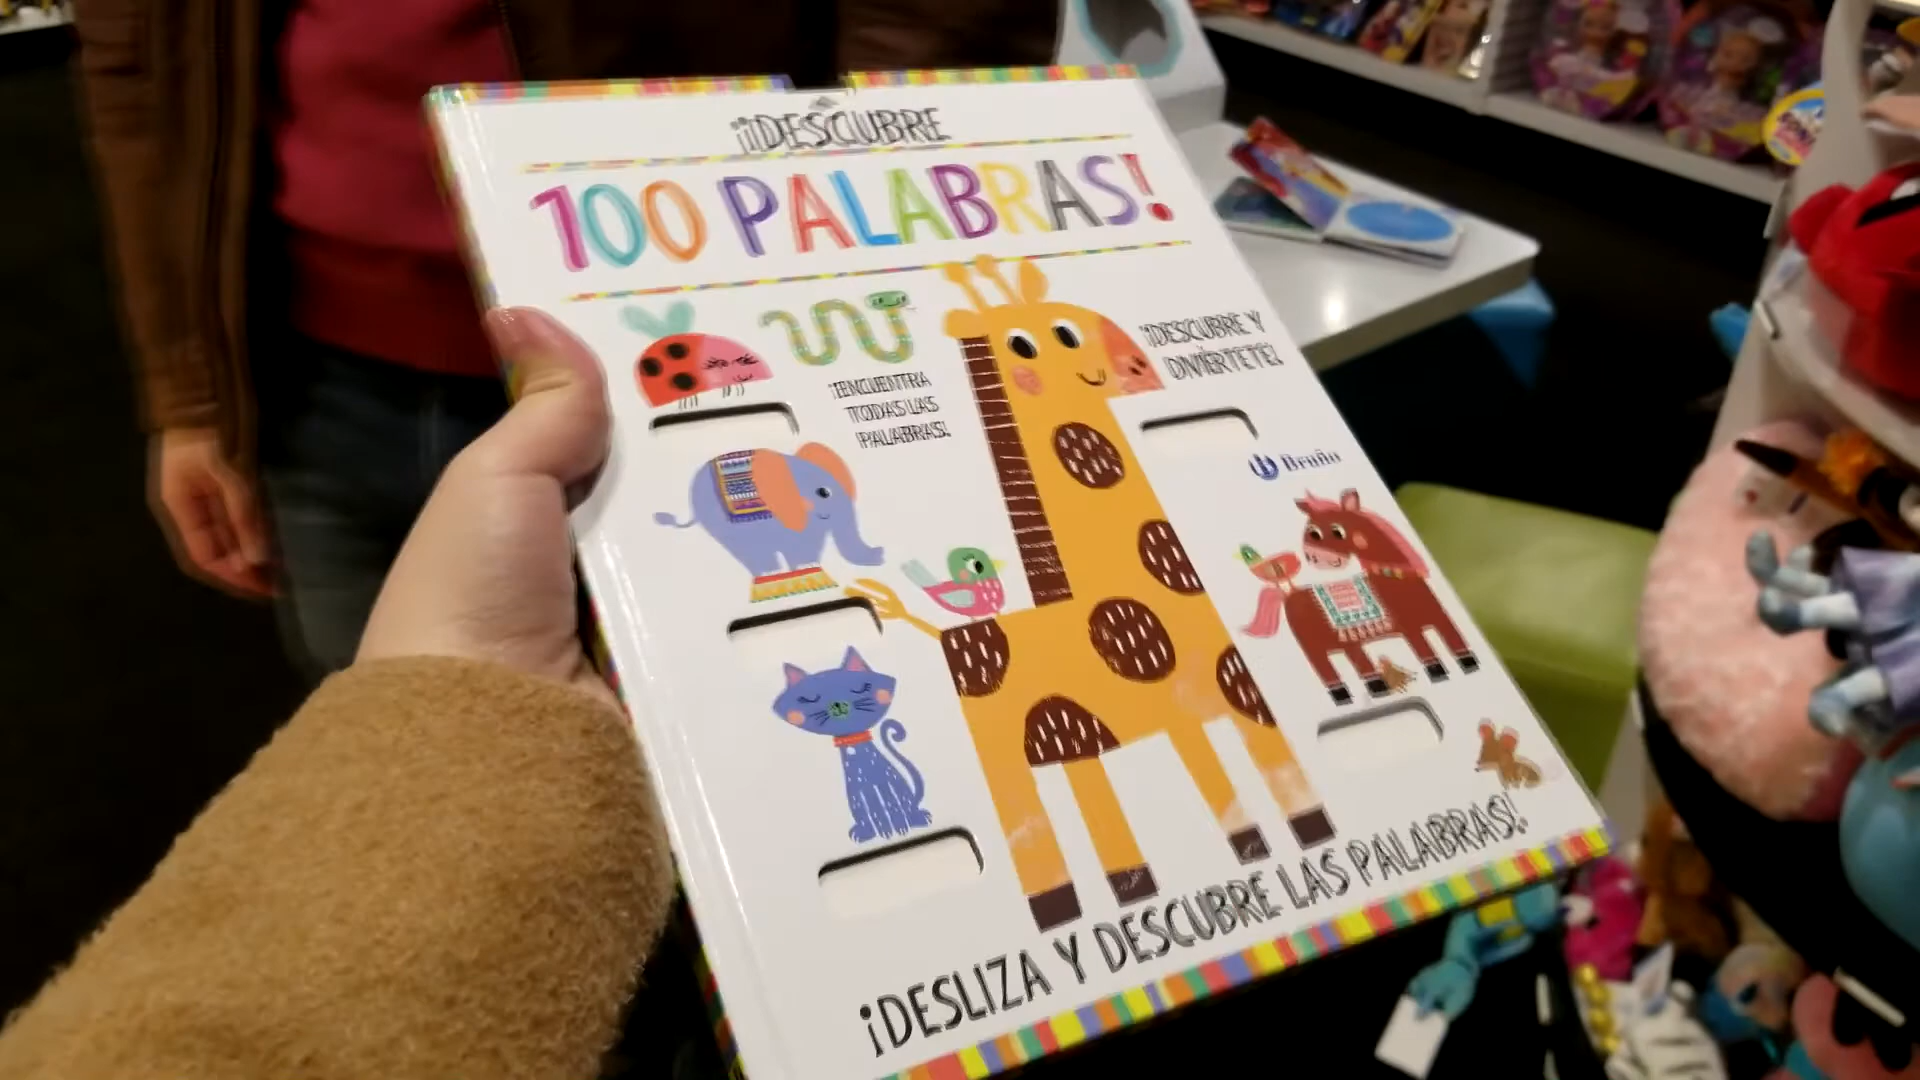 ¡DESCUBRE
100 PALABRAS!
¡DESCUBRE Y
DIVIÉRTETE!
¡ENCUENTRA
TODAS LAS
PALABRAS!
Bruño
¡DESLIZA Y DESCUBRE LAS PALABRAS!